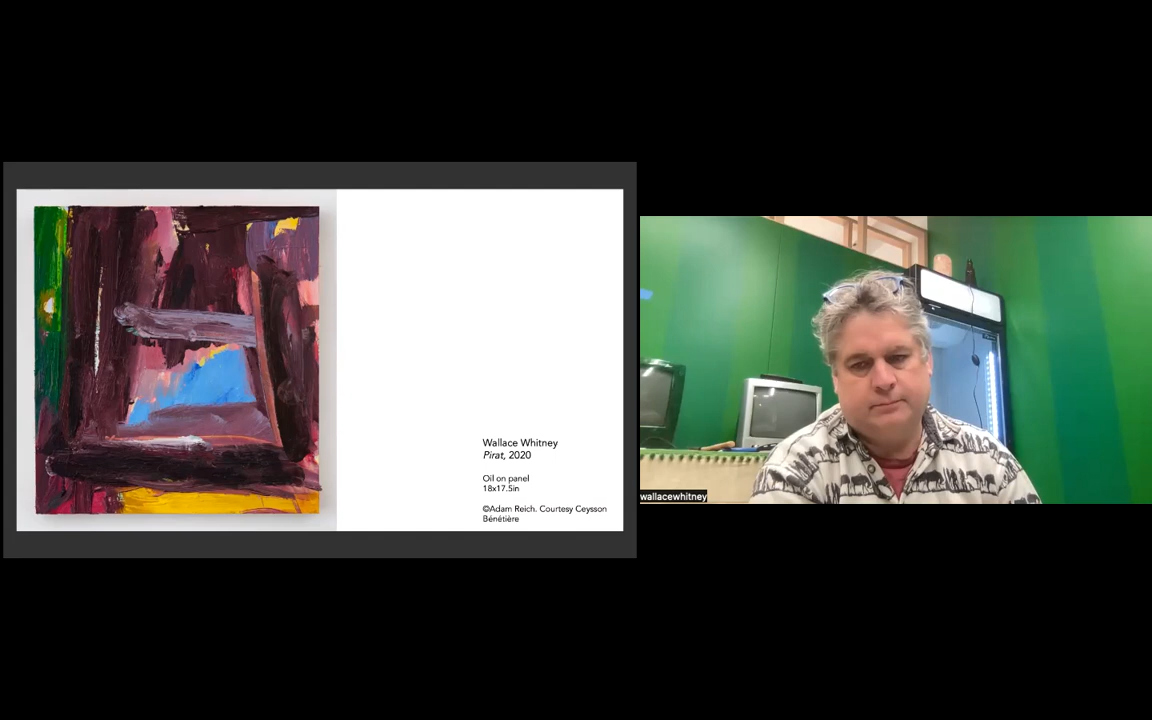 Wallace Whitney
Pirat, 2020
Oil on panel
18x17.5in
©Adam Reich. Courtesy Ceysson
Bénétière
wallacewhitney